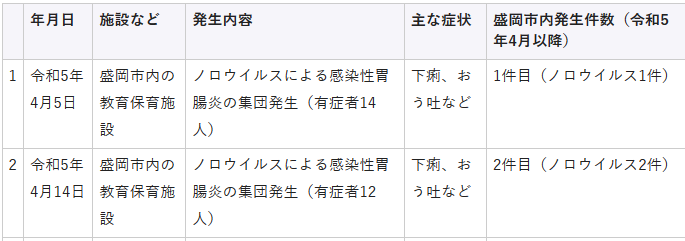 年月日 施設など 発生内容 主な症状 盛岡市内発生件数（令和5
年4月以降）
1 令和5年 盛岡市内の ノロウイルスによる感染性胃 下痢、お 1件目（ノロウイルス1件）
4月5日 教育保育施 腸炎の集団発生（有症者14 う吐など
設 人）
2 令和5年 盛岡市内の ノロウイルスによる感染性胃 下痢、お 2件目（ノロウイルス2件）
4月14日 教育保育施 腸炎の集団発生（有症者12 う吐など
設 人）